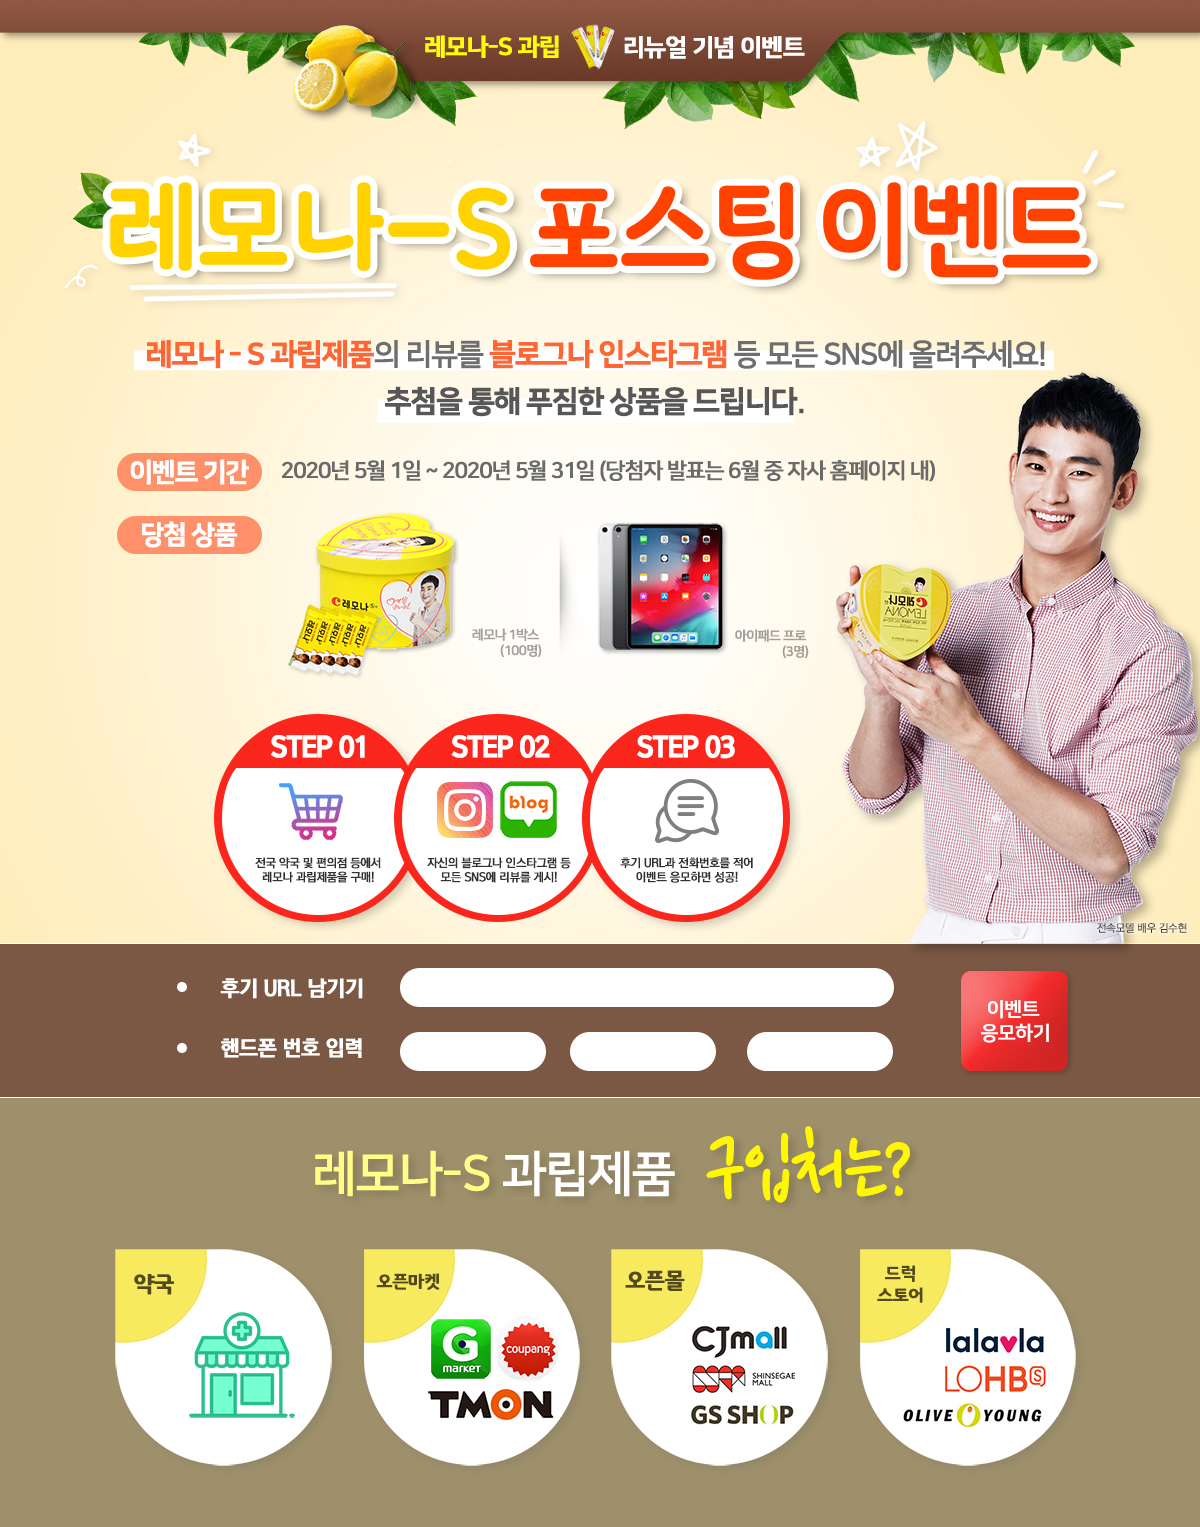 레모나-S 과립 리뉴얼 기념 이벤트
레모나-S 포스팅 이벤트
레모나 - S 과립제품의 리뷰를 블로그나 인스타그램 등 모든 SNS에 올려주세요!
추첨을 통해 푸짐한 상품을 드립니다.
이벤트 기간 2020년 5월 1일 ~ 2020년 5월 31일 (당첨자 발표는 6월 중 자사 홈페이지 내)
당첨 상품
레모나
레모나 1박스
(100명)
아이패드 프로
(3명)
레모나
LEMONA
STEP 01
전국 약국 및 편의점 등에서
레모나 과립제품을 구매!
STEP 02
blog
자신의 블로그나 인스타그램 등
모든 SNS에 리뷰를 게시!
STEP 03
후기 URL과 전화번호를 적어
이벤트 응모하면 성공!
전속모델 배우 김수현
후기 URL 남기기
핸드폰 번호 입력
이벤트
응모하기
레모나-S 과립제품 구입처는?
약국
오픈마켓
G
market
coupang
TMON
오픈몰
CJmall
SHINSEGAE
MALL
GS SHOP
드럭
스토어
lalavla
LOHBS
OLIVE YOUNG